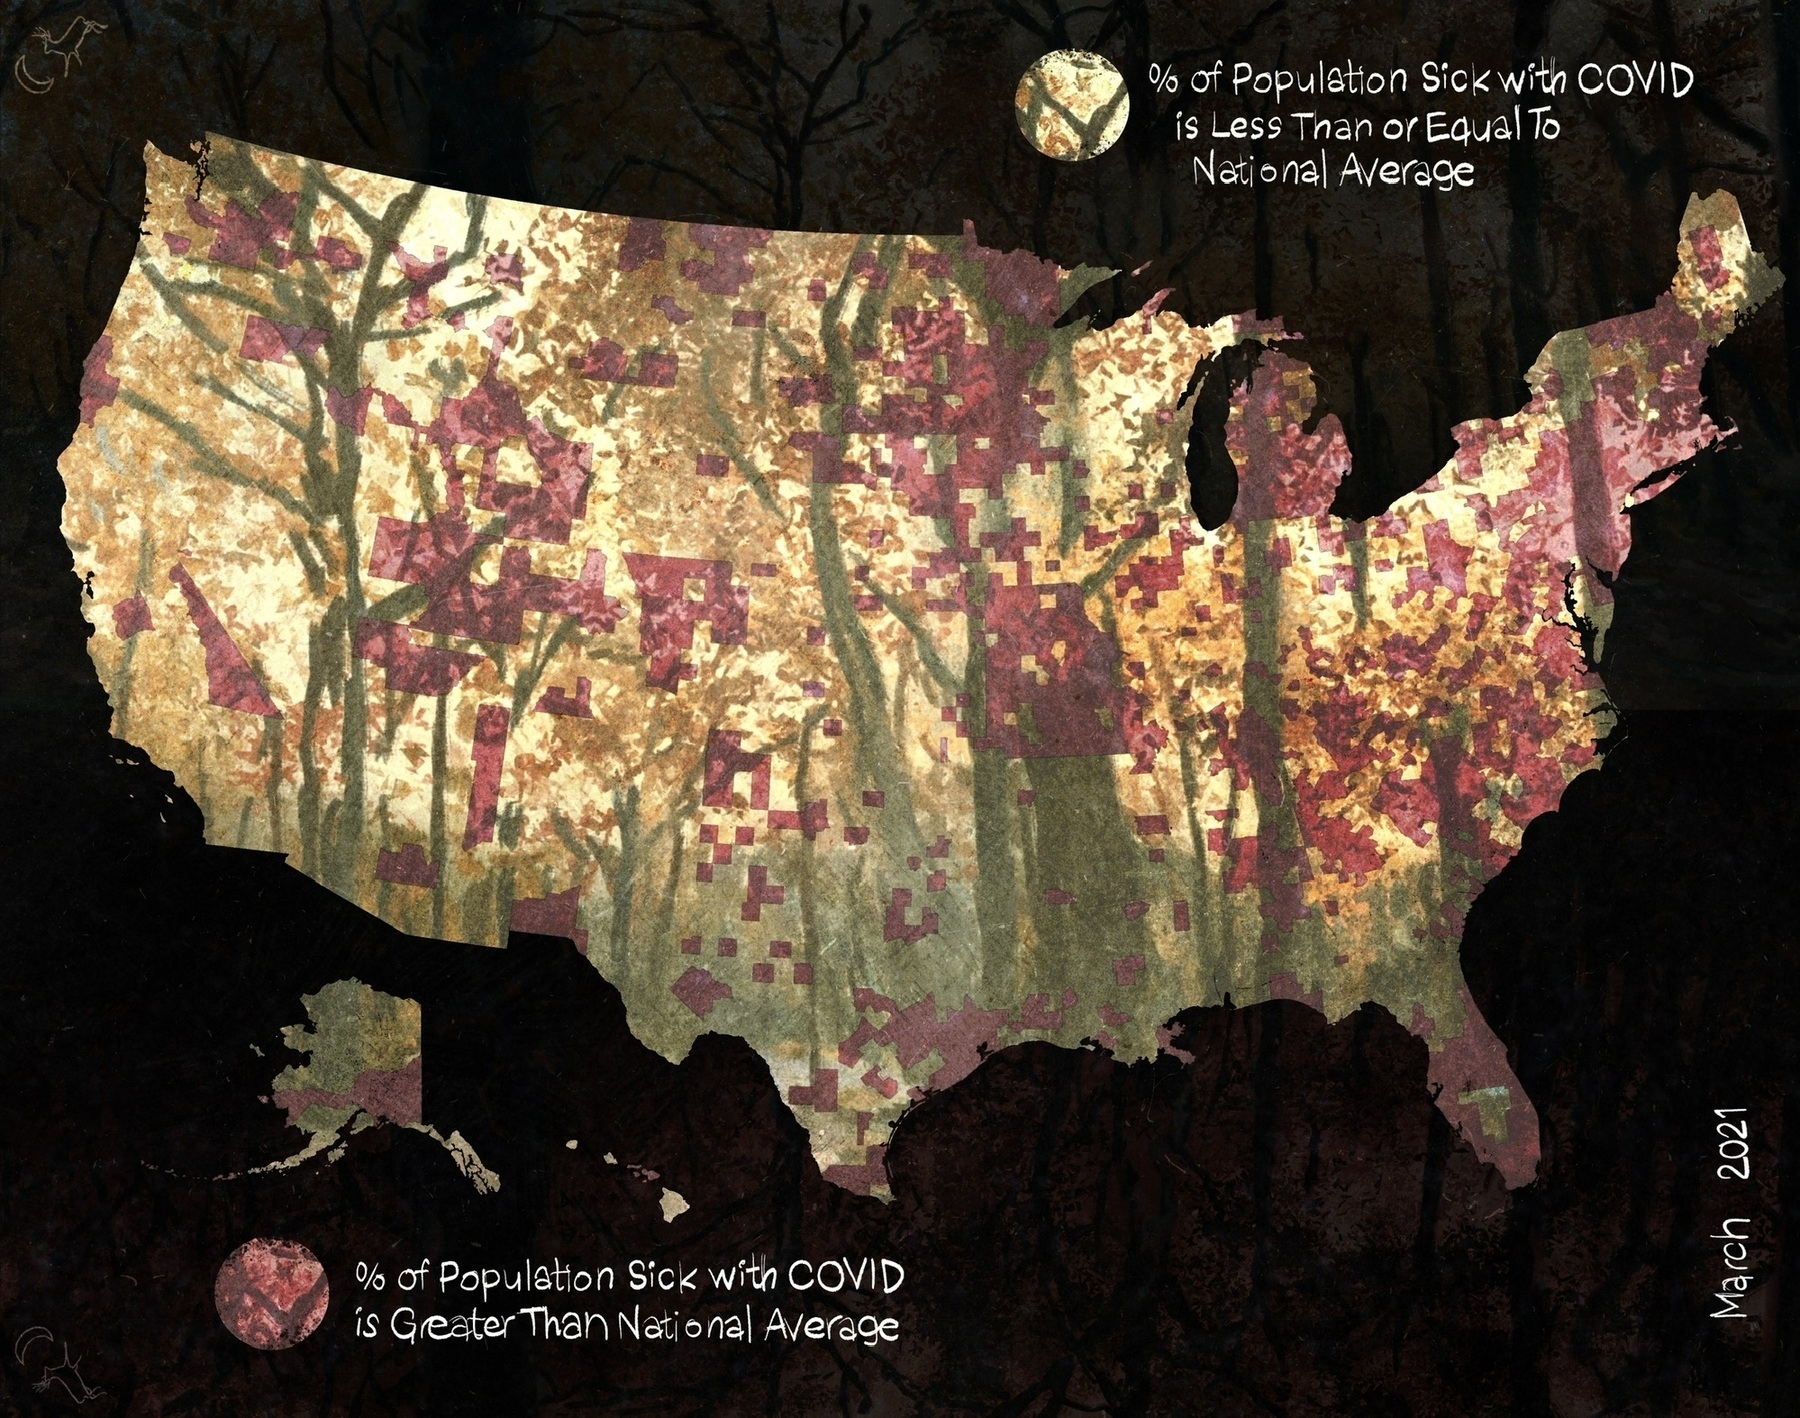 % of Population Sick with COVID
is Less Than or Equal To
National Average
% of Population Sick with COVID
is Greater Than National Average
March 2021